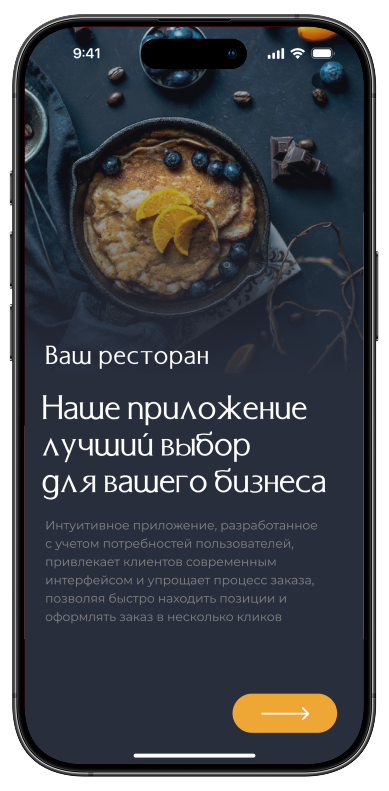 9:41
Ваш ресторан
Наше приложение
лучший выбор
для вашего бизнеса
Интуитивное приложение, разработанное
с учетом потребностей пользователей,
привлекает клиентов современным
интерфейсом и упрощает процесс заказа,
позволяя быстро находить позиции и
оформлять заказ в несколько кликов